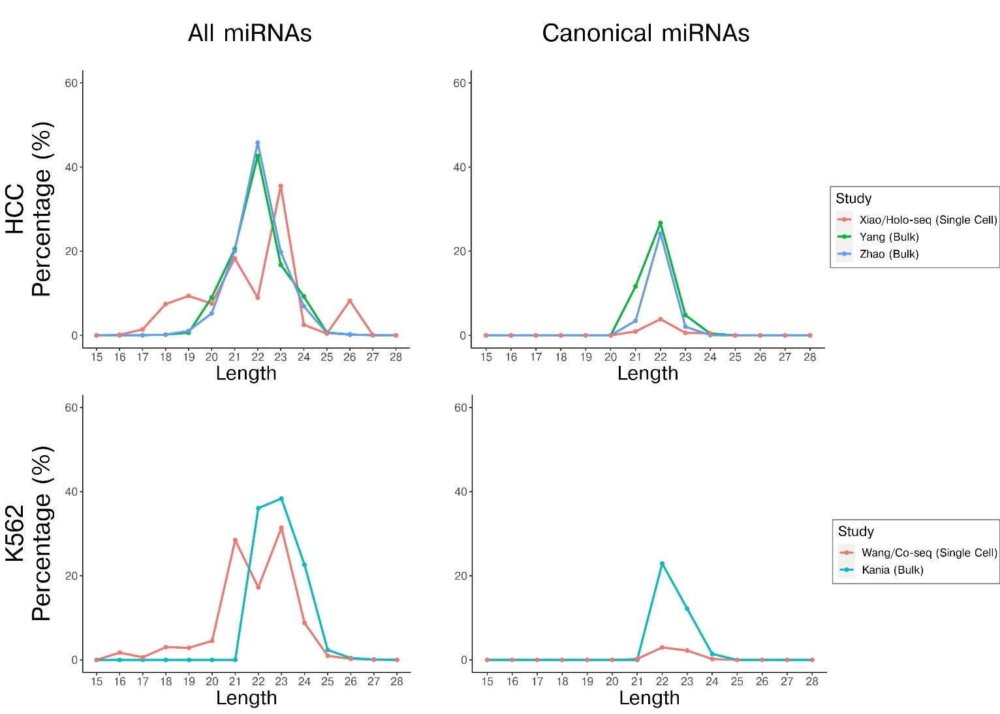 All miRNAs
Canonical miRNAs
HCC
Percentage (%)
60
40
20
0
15 16 17 18 19 20 21 22 23 24 25 26 27 28
Length
60
40
20
0
15 16 17 18 19 20 21 22 23 24 25 26 27 28
Length
Study
Xiao/Holo-seq (Single Cell)
Yang (Bulk)
Zhao (Bulk)
K562
Percentage (%)
60
40
20
0
15 16 17 18 19 20 21 22 23 24 25 26 27 28
Length
60
40
20
0
15 16 17 18 19 20 21 22 23 24 25 26 27 28
Length
Study
Wang/Co-seq (Single Cell)
Kania (Bulk)